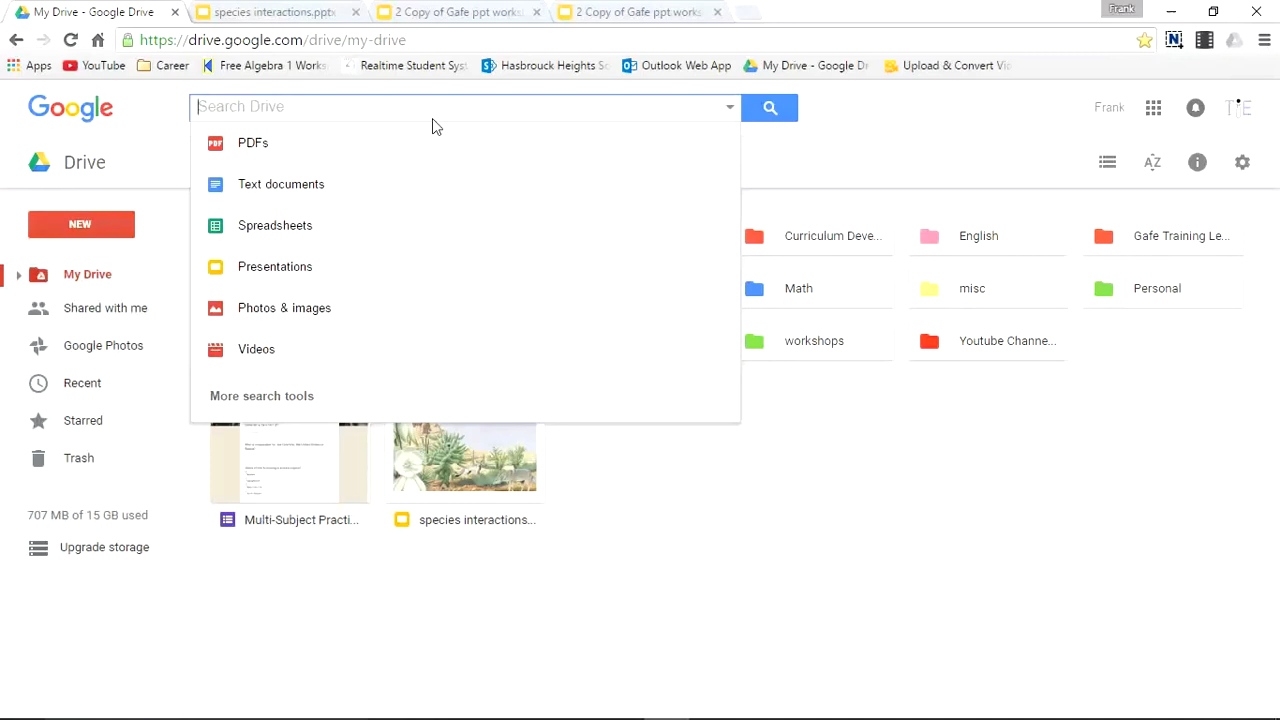 My Drive - Google Drive
species interactions.pptx
2 Copy of Gafe ppt works
2 Copy of Gafe ppt works
Frank
https://drive.google.com/drive/my-drive
Apps
YouTube
Career
Free Algebra 1 Works
Realtime Student Sys
Hasbrouck Heights Sc
Outlook Web App
My Drive - Google Dr
Upload & Convert Vi
Google
Search Drive
Frank
Drive
PDF PDFs
Text documents
Spreadsheets
Presentations
Photos & images
Videos
More search tools
NEW
My Drive
Shared with me
Google Photos
Recent
Starred
Trash
707 MB of 15 GB used
Upgrade storage
Curriculum Deve...
English
Gafe Training Le...
Math
misc
Personal
workshops
Youtube Channe...
Multi-Subject Practi...
species interactions...